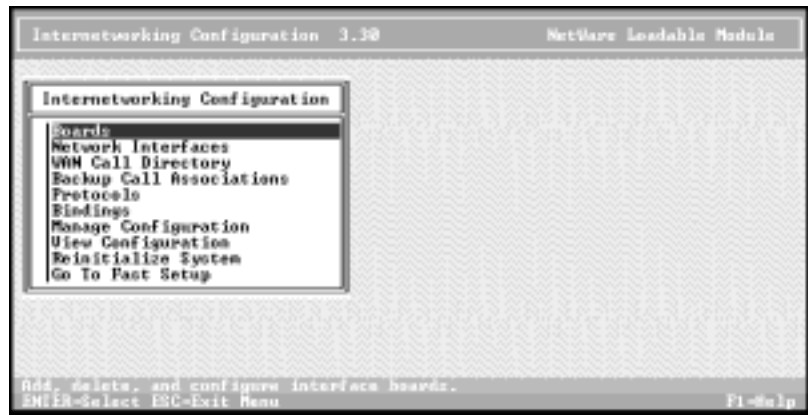 Internetworking Configuration 3.30 NetWare Loadable Module
Internetworking Configuration
Boards
Network Interfaces
WAN Call Directory
Backup Call Associations
Protocols
Bindings
Manage Configuration
View Configuration
Reinitialize System
Go To Fast Setup
Add, delete, and configure interface boards.
ENTER=Select ESC=Exit Menu F1=Help